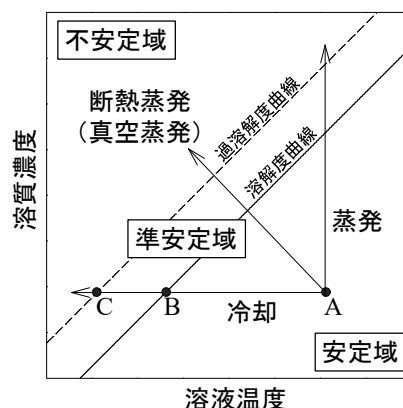 不安定域
断熱蒸発
（真空蒸発）
過溶解度曲線
溶解度曲線
溶質濃度
蒸発
準安定域
C
B
A
冷却
安定域
溶液温度